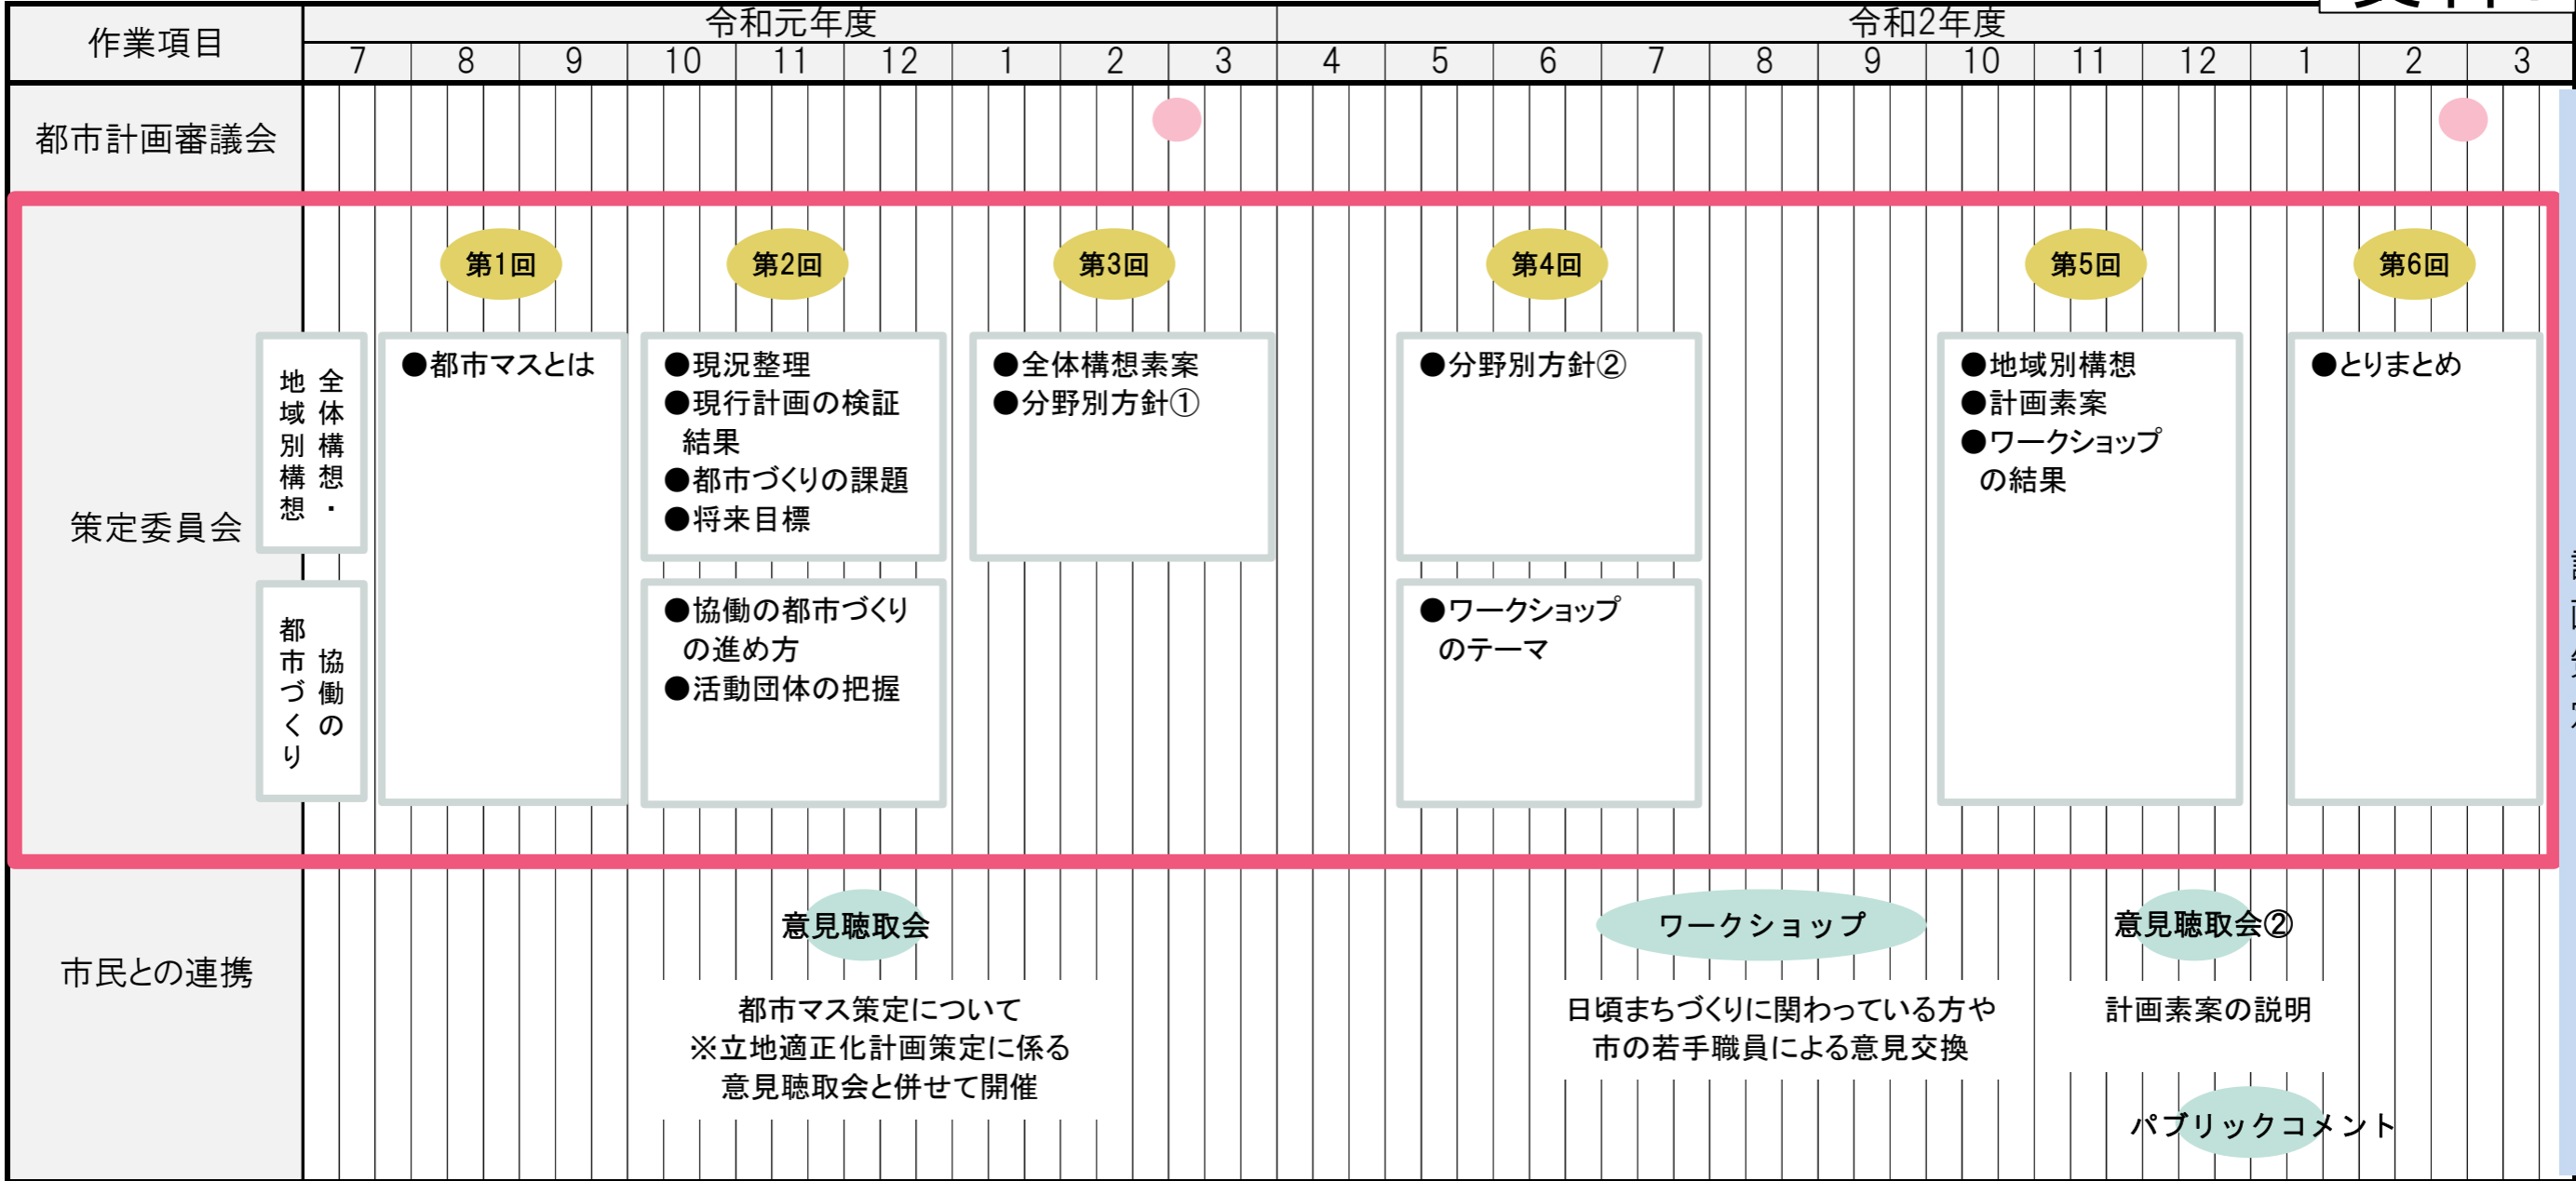 作業項目
令和元年度
令和2年度
7 8 9 10 11 12 1 2 3 4 5 6 7 8 9 10 11 12 1 2 3
都市計画審議会
策定委員会
第1回
第2回
第3回
第4回
第5回
第6回
全体構想・
地域別構想
●都市マスとは
●現況整理
●現行計画の検証
結果
●都市づくりの課題
●将来目標
●全体構想素案
●分野別方針①
●分野別方針②
●地域別構想
●計画素案
●ワークショップ
の結果
●とりまとめ
協働の
都市づくり
●協働の都市づくり
の進め方
●活動団体の把握
●ワークショップ
のテーマ
市民との連携
意見聴取会
ワークショップ
意見聴取会②
都市マス策定について
※立地適正化計画策定に係る
意見聴取会と併せて開催
日頃まちづくりに関わっている方や
市の若手職員による意見交換
計画素案の説明
パブリックコメント